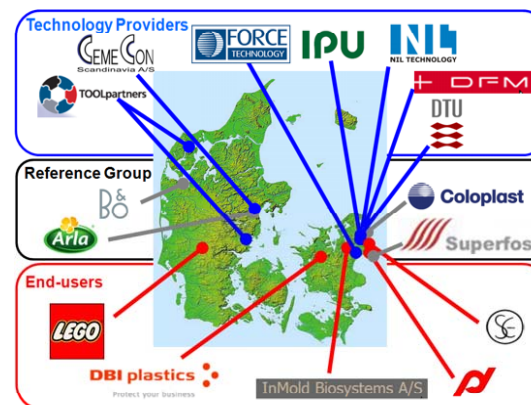 Technology Providers
CemeCon
Scandinavia A/S
FORCE
TECHNOLOGY
IPU
NIL
NIL TECHNOLOGY
DFM
TOOLpartners
DTU
Reference Group
B&O
Coloplast
Arla
Superfos
End-users
LEGO
DBI plastics
Protect your business
InMold Biosystems A/S